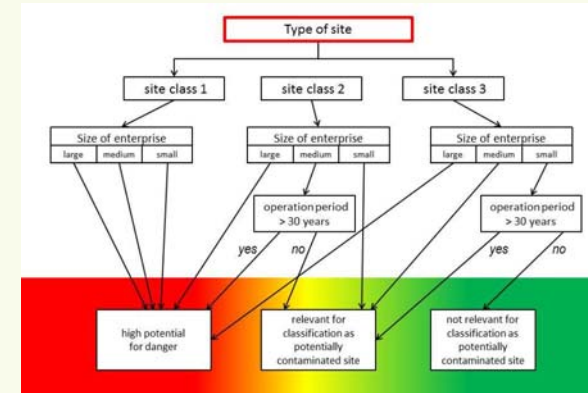 Type of site
site class 1
site class 2
site class 3
Size of enterprise
large medium small
Size of enterprise
large medium small
Size of enterprise
large medium small
operation period
> 30 years
operation period
> 30 years
yes no
yes no
high potential
for danger
relevant for
classification as
potentially
contaminated site
not relevant for
classification as
potentially
contaminated site